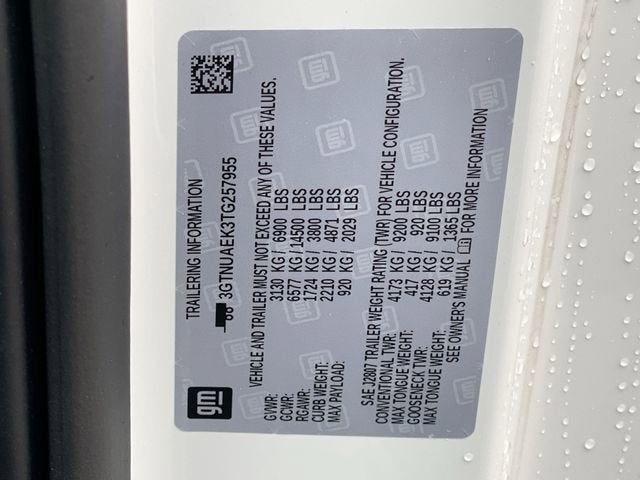 gm
TRAILERING INFORMATION
3GTNUAEK3TG257955
VEHICLE AND TRAILER MUST NOT EXCEED ANY OF THESE VALUES.
GVWR: 3130 KG / 6900 LBS
GCWR: 6577 KG / 14500 LBS
RGAWR: 1724 KG / 3800 LBS
CURB WEIGHT: 2210 KG / 4871 LBS
MAX PAYLOAD: 920 KG / 2029 LBS
SAE J2807 TRAILER WEIGHT RATING (TWR) FOR VEHICLE CONFIGURATION.
CONVENTIONAL TWR: 4173 KG / 9200 LBS
MAX TONGUE WEIGHT: 417 KG / 920 LBS
GOOSENECK TWR: 4128 KG / 9100 LBS
MAX TONGUE WEIGHT: 619 KG / 1365 LBS
SEE OWNER'S MANUAL FOR MORE INFORMATION